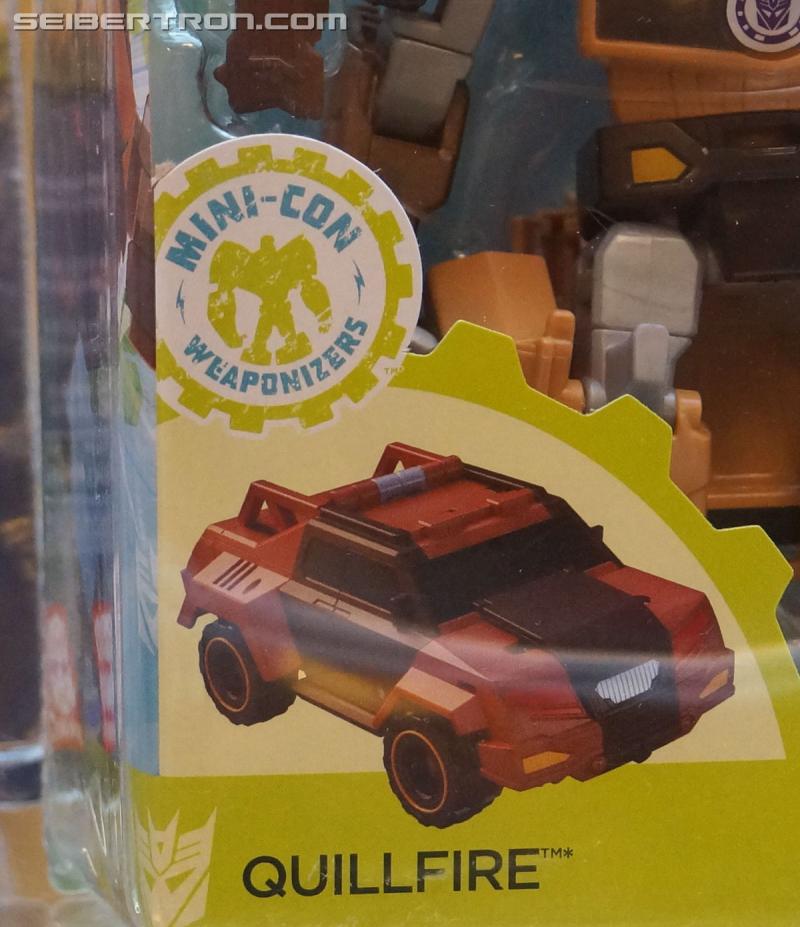 SEIBERTRON.COM
MINI-CON
WEAPONIZERS
TM
QUILLFIRE™*